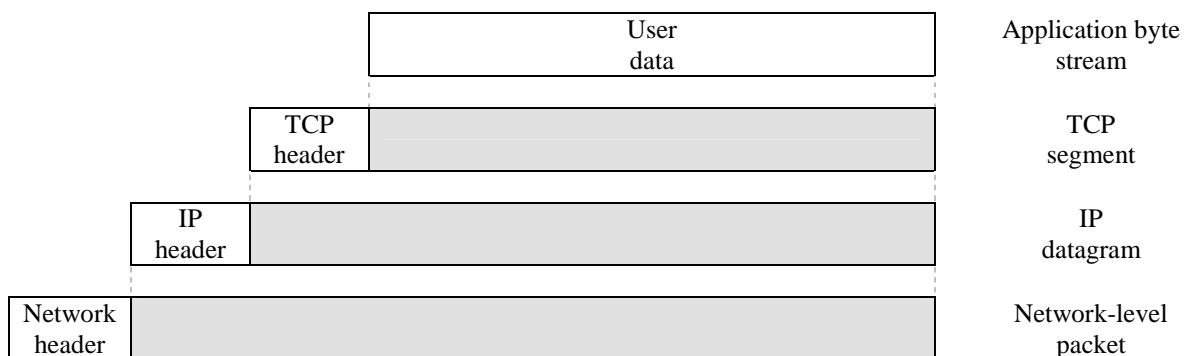 User
data
Application byte
stream
TCP
header
TCP
segment
IP
header
IP
datagram
Network
header
Network-level
packet